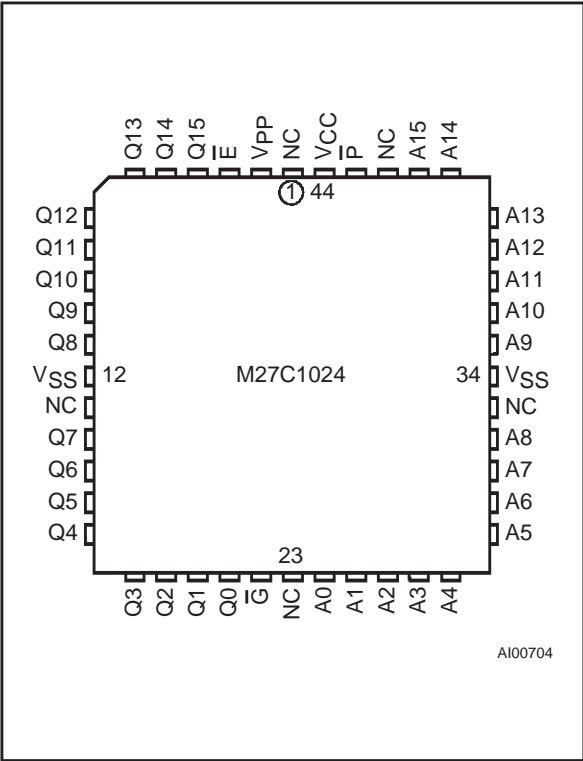 Q13 Q14 Q15 E̅ VPP NC VCC P̅ NC A15 A14
1 44
Q12 A13
Q11 A12
Q10 A11
Q9 A10
Q8 A9
VSS 12 M27C1024 34 VSS
NC NC
Q7 A8
Q6 A7
Q5 A6
Q4 A5
23
Q3 Q2 Q1 Q0 G̅ NC A0 A1 A2 A3 A4
AI00704